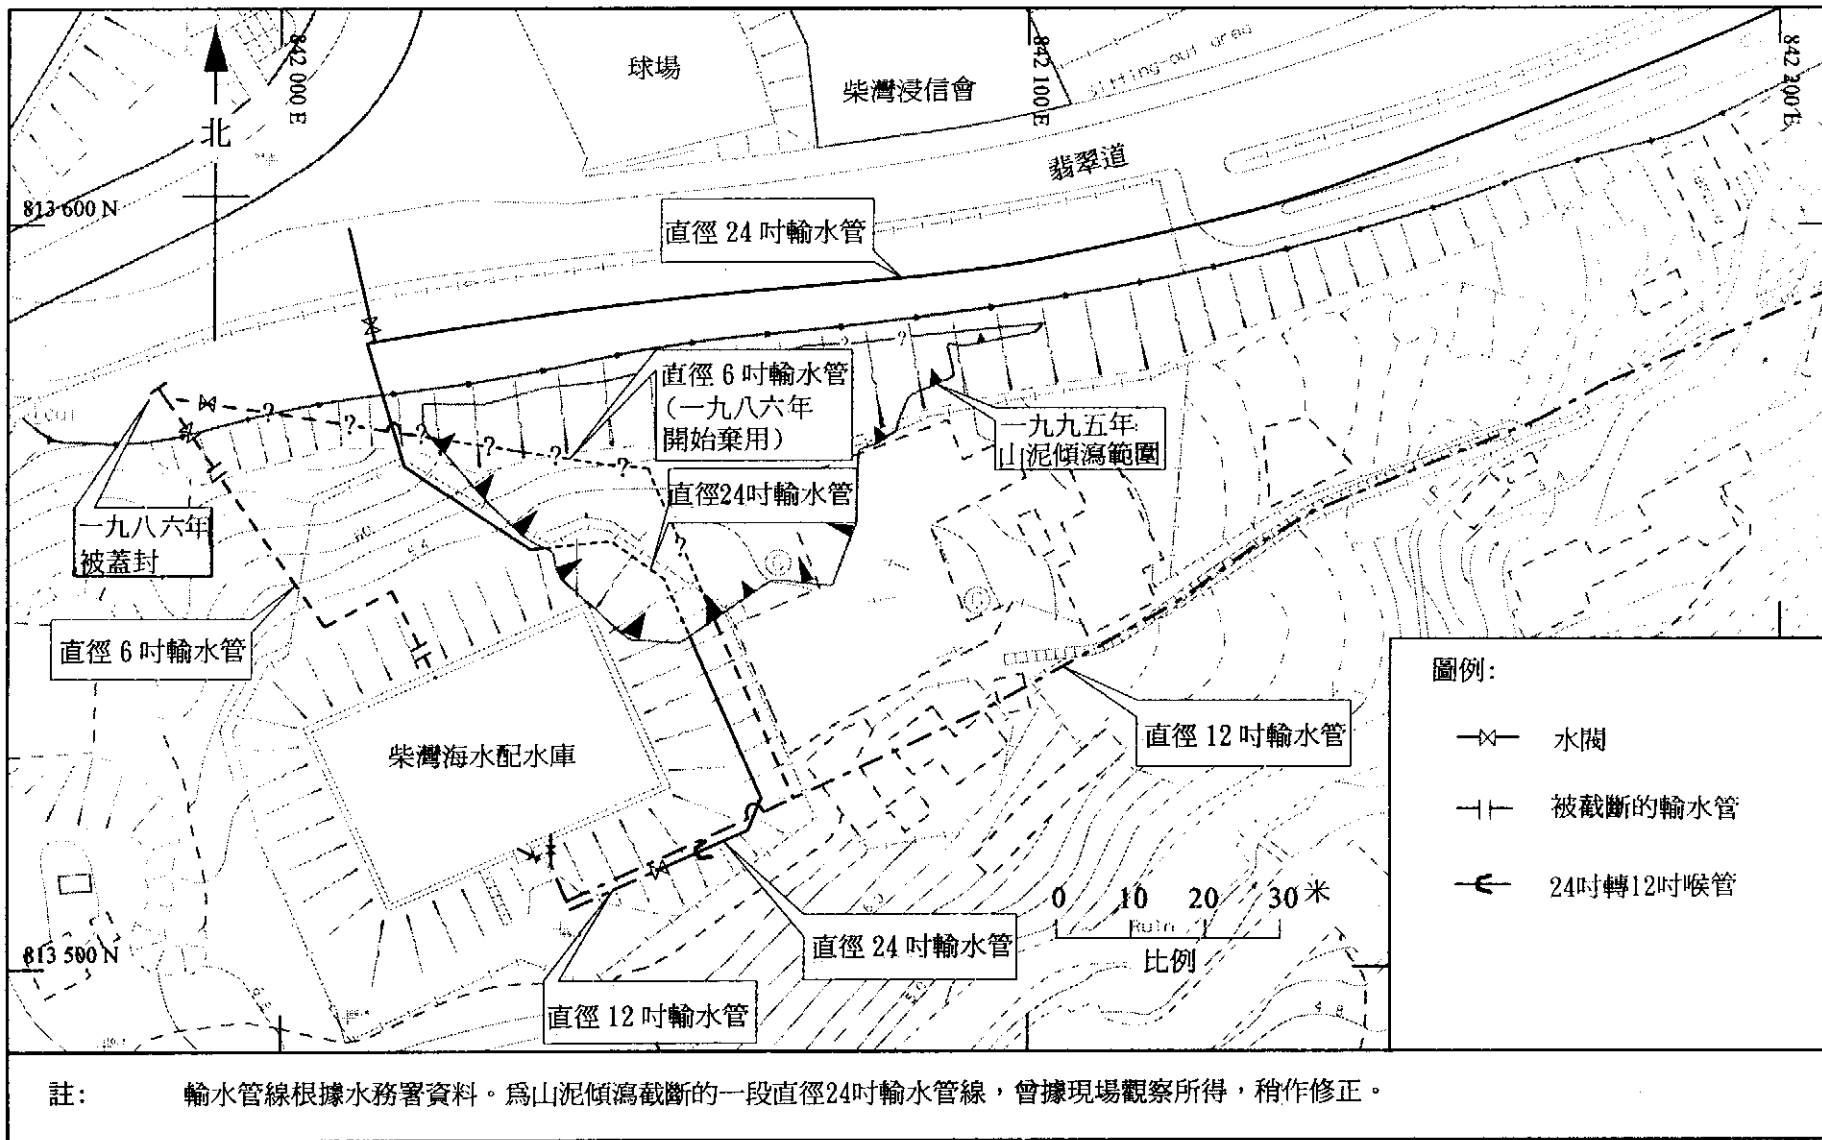 842 000 E
球場
柴灣浸信會
842 100 E
sitting-out area
842 200 E
北
翡翠道
813 600 N
直徑 24 吋輸水管
直徑 6 吋輸水管
(一九八六年
開始棄用)
一九九五年
山泥傾瀉範圍
直徑24吋輸水管
一九八六年
被蓋封
直徑 6 吋輸水管
柴灣海水配水庫
直徑 12 吋輸水管
圖例:
水閥
被截斷的輸水管
24吋轉12吋喉管
0 10 20 30 米
Ruin
比例
813 500 N
直徑 24 吋輸水管
直徑 12 吋輸水管
註: 輸水管線根據水務署資料。爲山泥傾瀉截斷的一段直徑24吋輸水管線,曾據現場觀察所得,稍作修正。
? ? ? ? ? ? ? ? ?
G
G